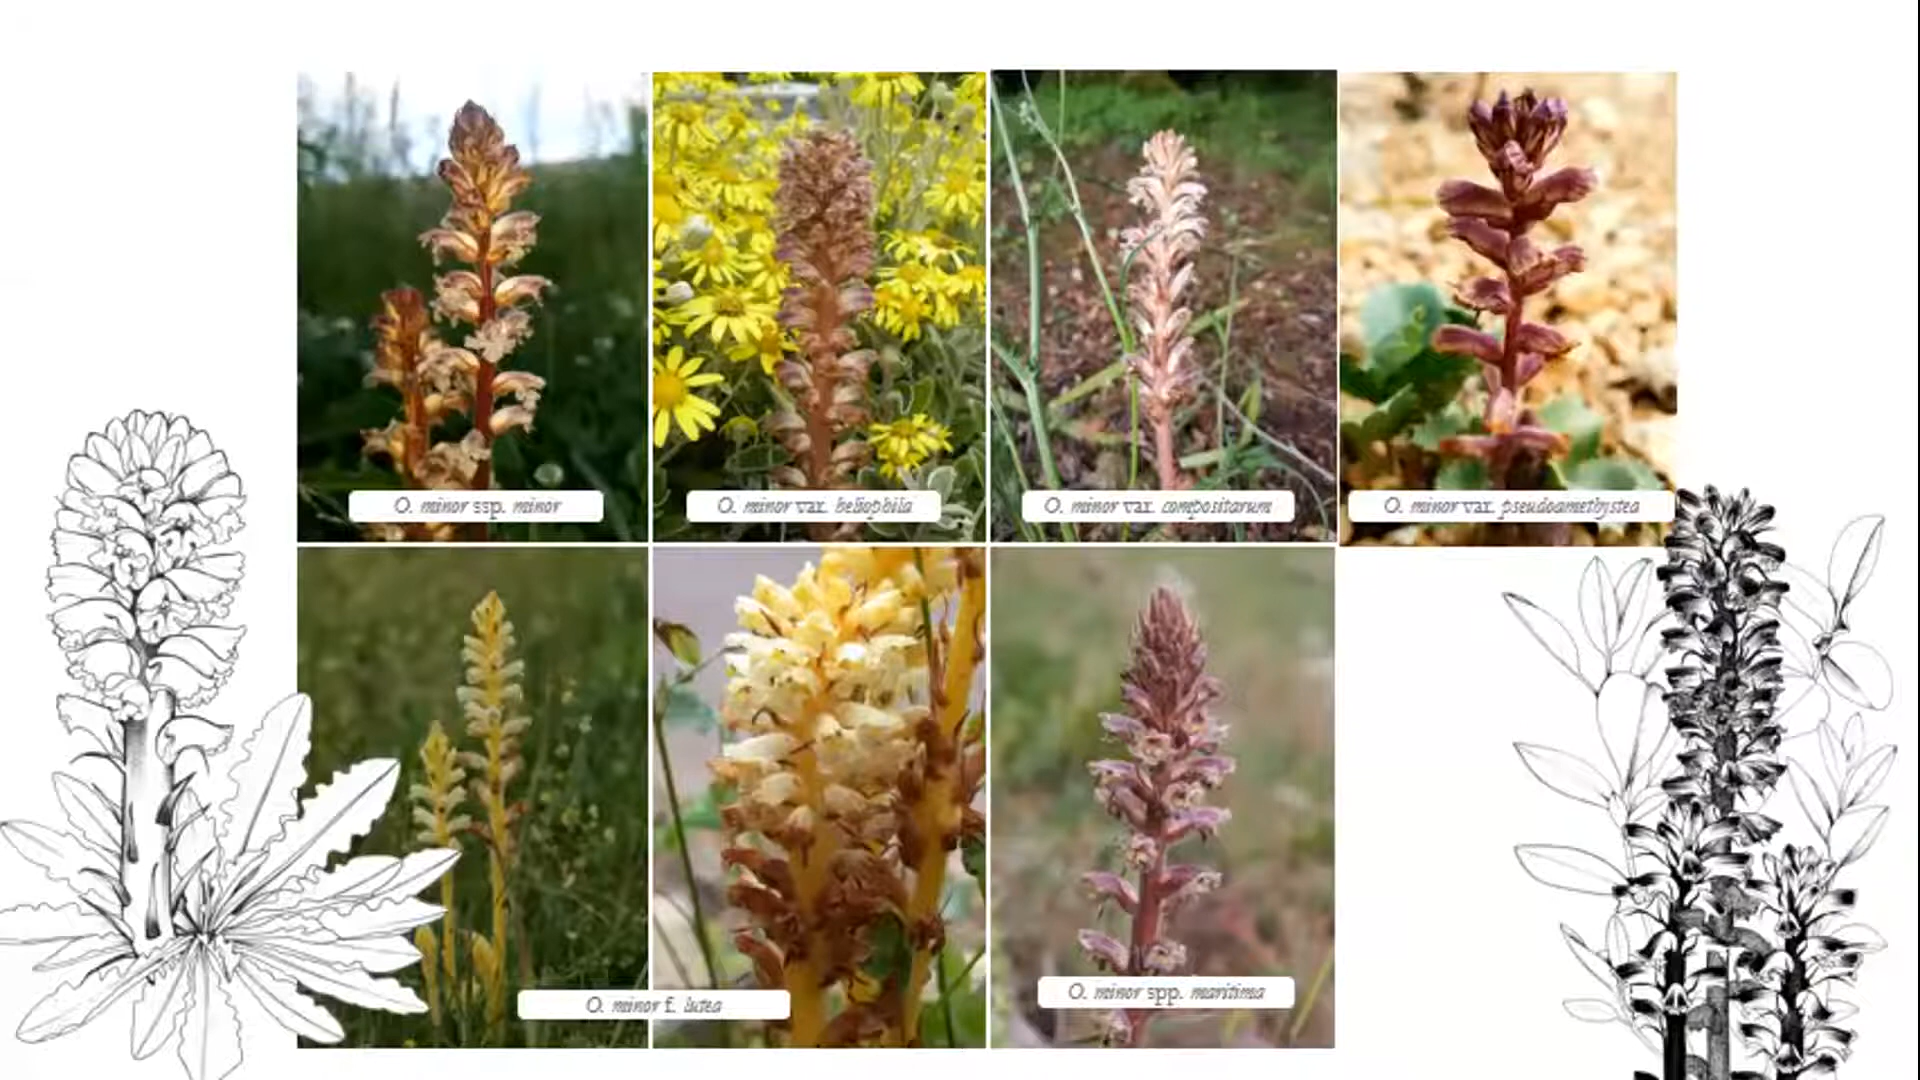 O. minor ssp. minor
O. minor var. heliophila
O. minor var. compositarum
O. minor var. pseudoamethystea
O. minor f. lutea
O. minor spp. maritima